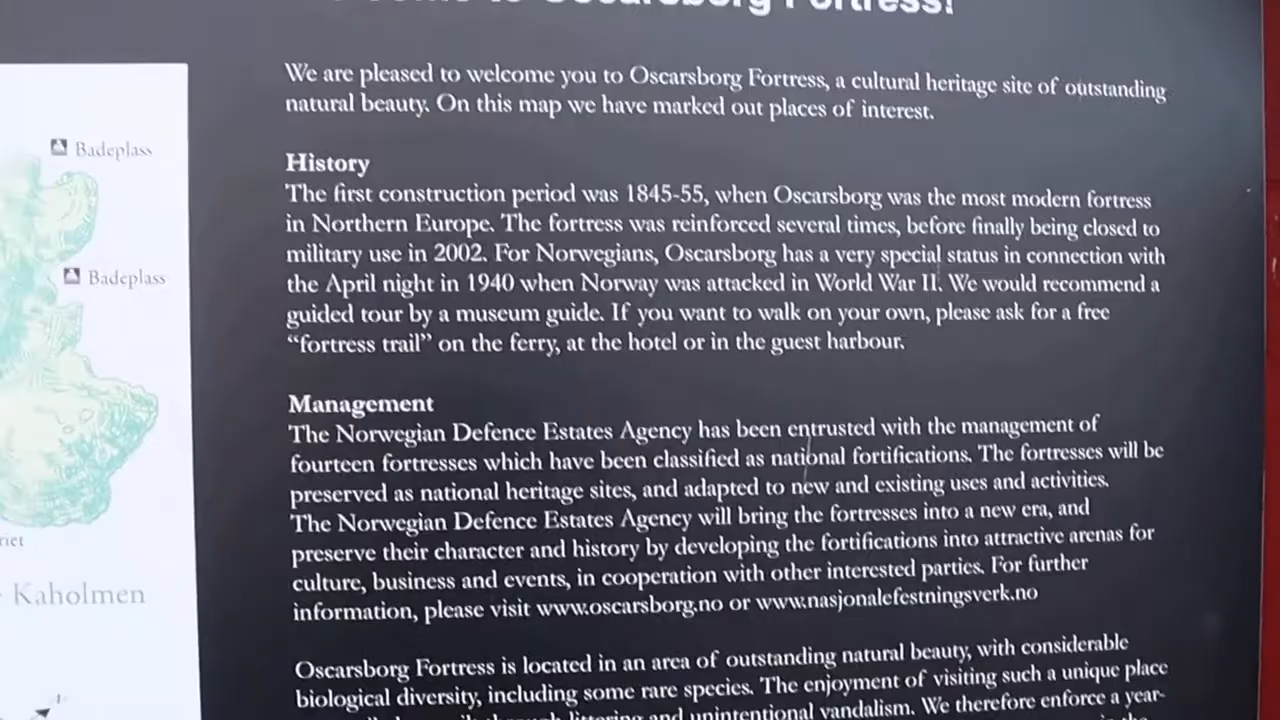 Oscarsborg Fortress!
We are pleased to welcome you to Oscarsborg Fortress, a cultural heritage site of outstanding
natural beauty. On this map we have marked out places of interest.
History
The first construction period was 1845-55, when Oscarsborg was the most modern fortress
in Northern Europe. The fortress was reinforced several times, before finally being closed to
military use in 2002. For Norwegians, Oscarsborg has a very special status in connection with
the April night in 1940 when Norway was attacked in World War II. We would recommend a
guided tour by a museum guide. If you want to walk on your own, please ask for a free
“fortress trail” on the ferry, at the hotel or in the guest harbour.
Management
The Norwegian Defence Estates Agency has been entrusted with the management of
fourteen fortresses which have been classified as national fortifications. The fortresses will be
preserved as national heritage sites, and adapted to new and existing uses and activities.
The Norwegian Defence Estates Agency will bring the fortresses into a new era, and
preserve their character and history by developing the fortifications into attractive arenas for
culture, business and events, in cooperation with other interested parties. For further
information, please visit www.oscarsborg.no or www.nasjonalefestningsverk.no
Oscarsborg Fortress is located in an area of outstanding natural beauty, with considerable
biological diversity, including some rare species. The enjoyment of visiting such a unique place
through littering and unintentional vandalism. We therefore enforce a year-
Badeplass
Badeplass
Kaholmen